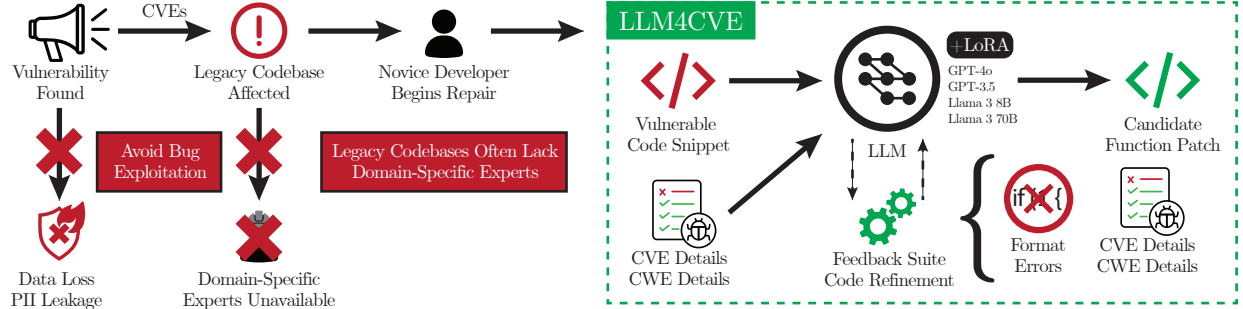 CVEs
Vulnerability
Found
Legacy Codebase
Affected
Novice Developer
Begins Repair
Avoid Bug
Exploitation
Legacy Codebases Often Lack
Domain-Specific Experts
Data Loss
PII Leakage
Domain-Specific
Experts Unavailable
LLM4CVE
Vulnerable
Code Snippet
+LoRA
GPT-4o
GPT-3.5
Llama 3 8B
Llama 3 70B
LLM
Candidate
Function Patch
CVE Details
CWE Details
Feedback Suite
Code Refinement
Format
Errors
CVE Details
CWE Details